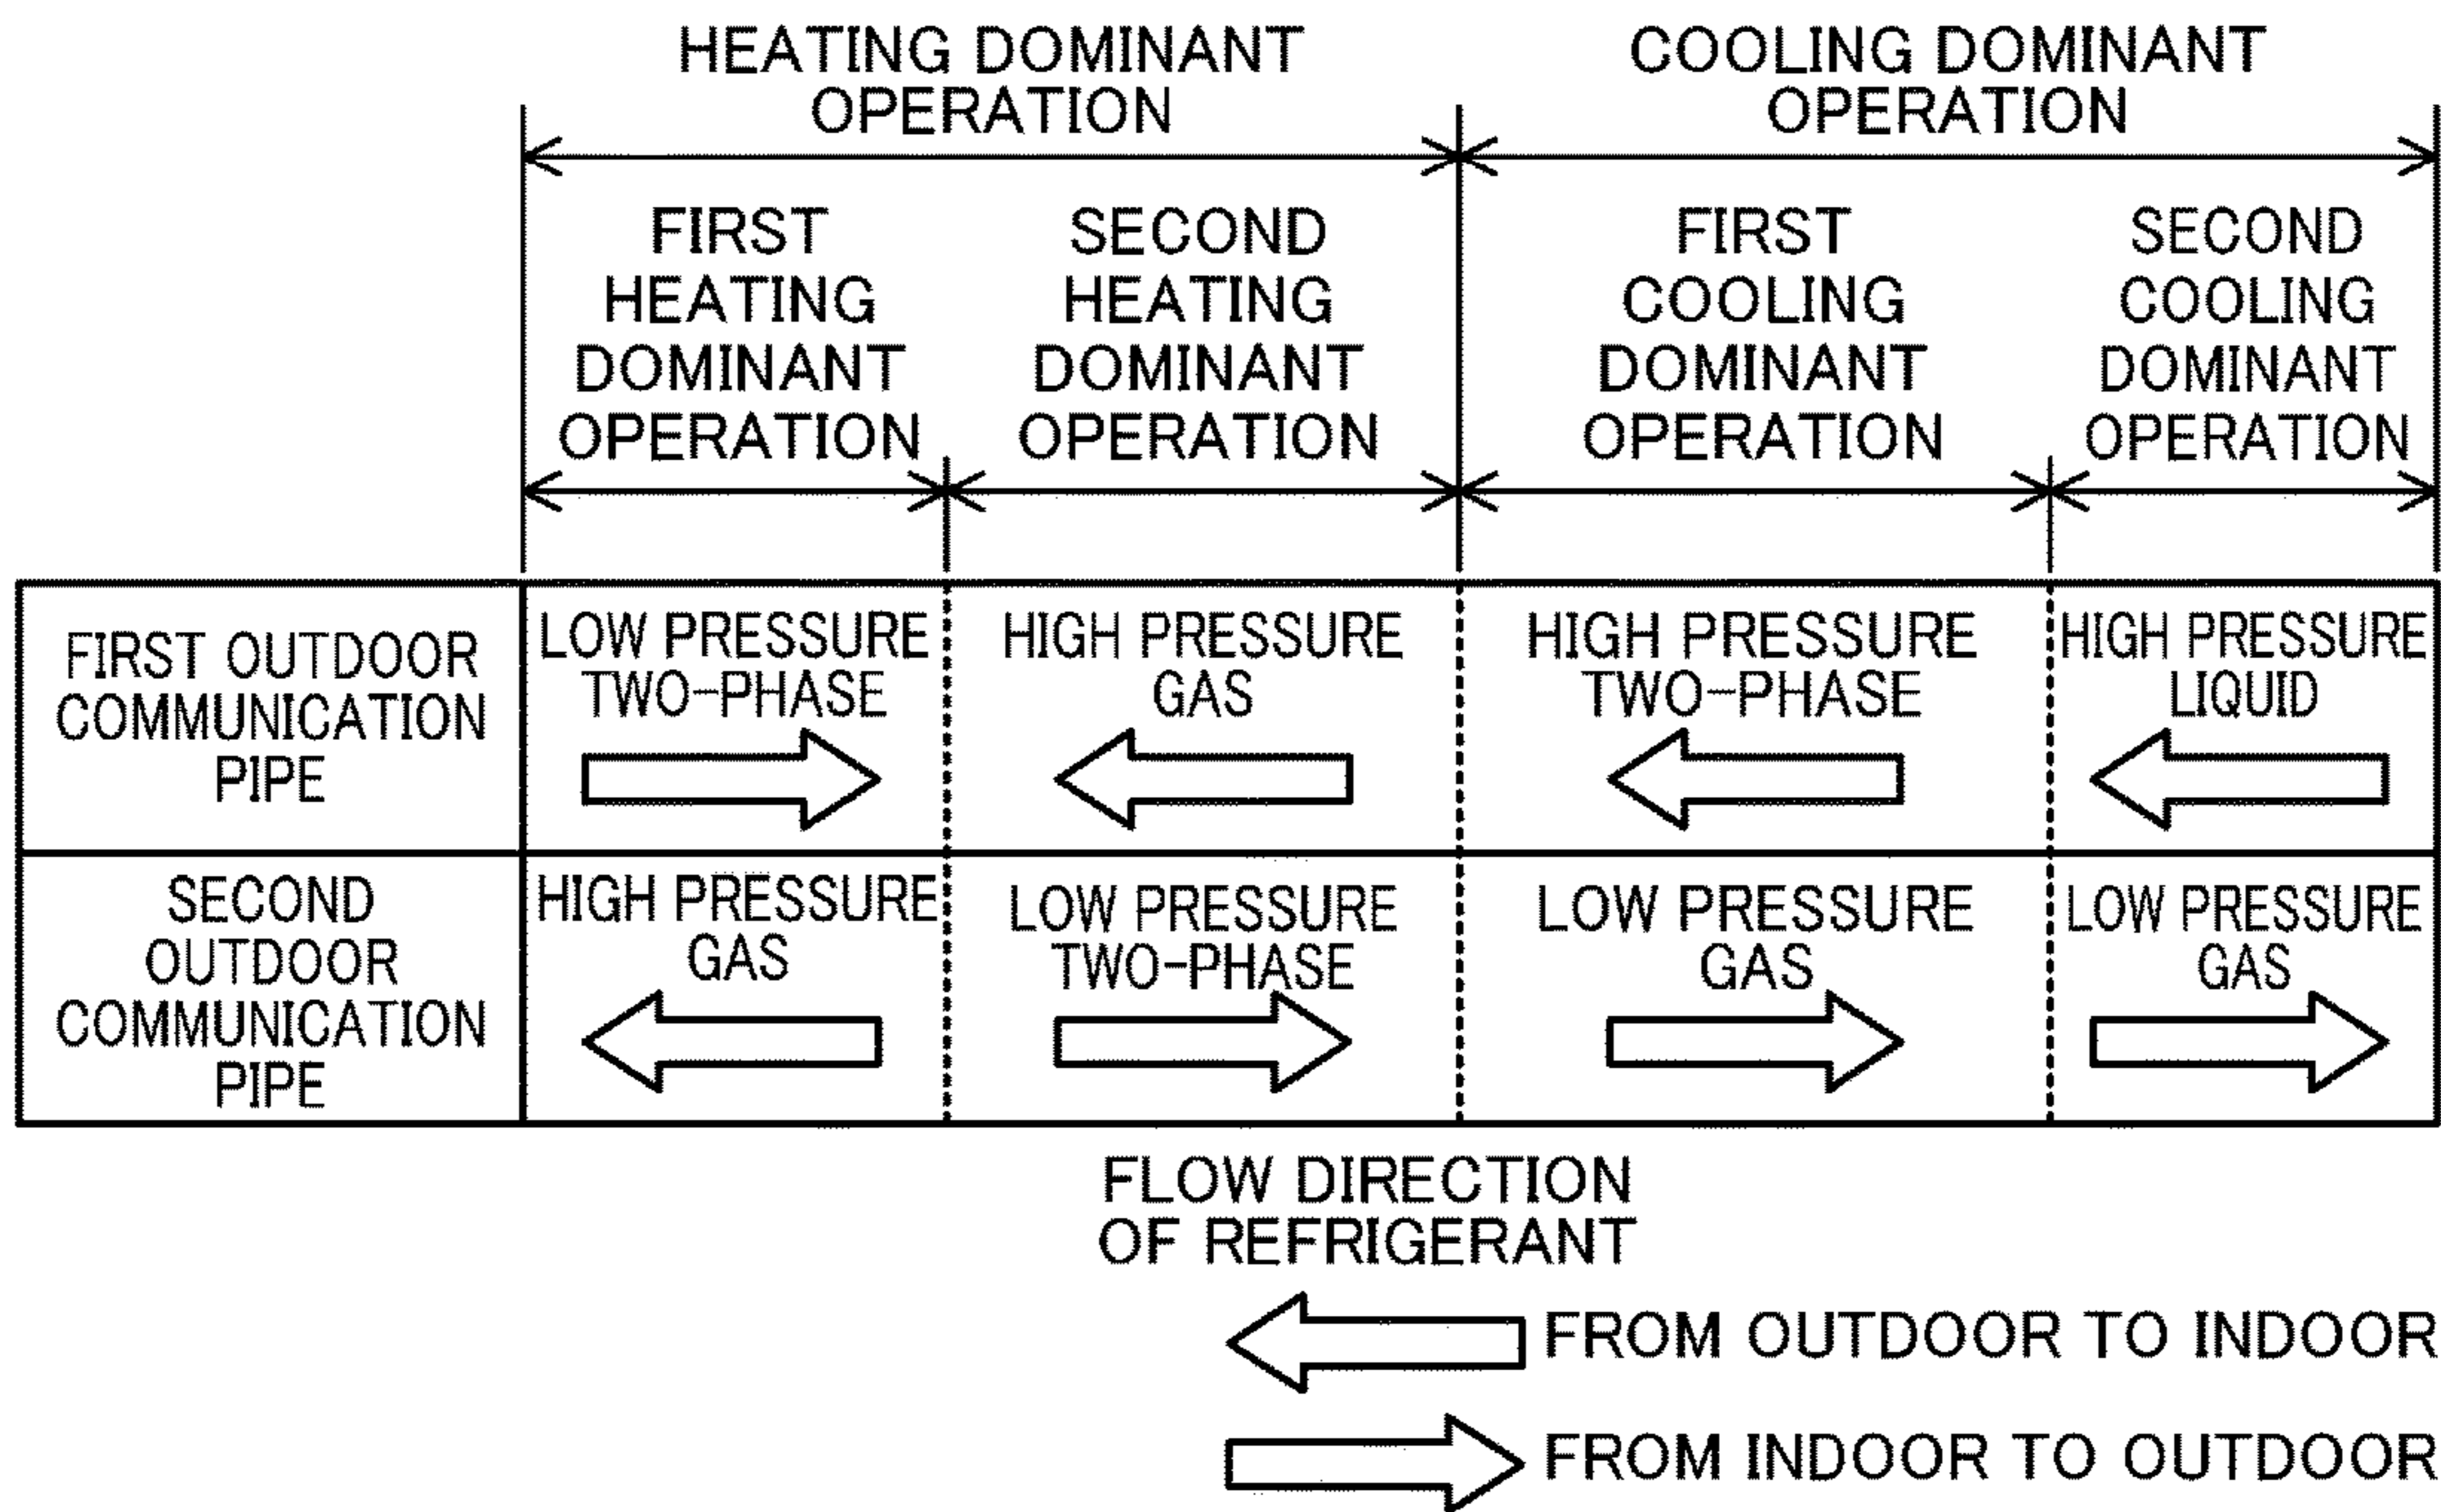 HEATING DOMINANT
OPERATION
COOLING DOMINANT
OPERATION
FIRST
HEATING
DOMINANT
OPERATION
SECOND
HEATING
DOMINANT
OPERATION
FIRST
COOLING
DOMINANT
OPERATION
SECOND
COOLING
DOMINANT
OPERATION
FIRST OUTDOOR
COMMUNICATION
PIPE
LOW PRESSURE
TWO-PHASE
HIGH PRESSURE
GAS
HIGH PRESSURE
TWO-PHASE
HIGH PRESSURE
LIQUID
SECOND
OUTDOOR
COMMUNICATION
PIPE
HIGH PRESSURE
GAS
LOW PRESSURE
TWO-PHASE
LOW PRESSURE
GAS
LOW PRESSURE
GAS
FLOW DIRECTION
OF REFRIGERANT
FROM OUTDOOR TO INDOOR
FROM INDOOR TO OUTDOOR